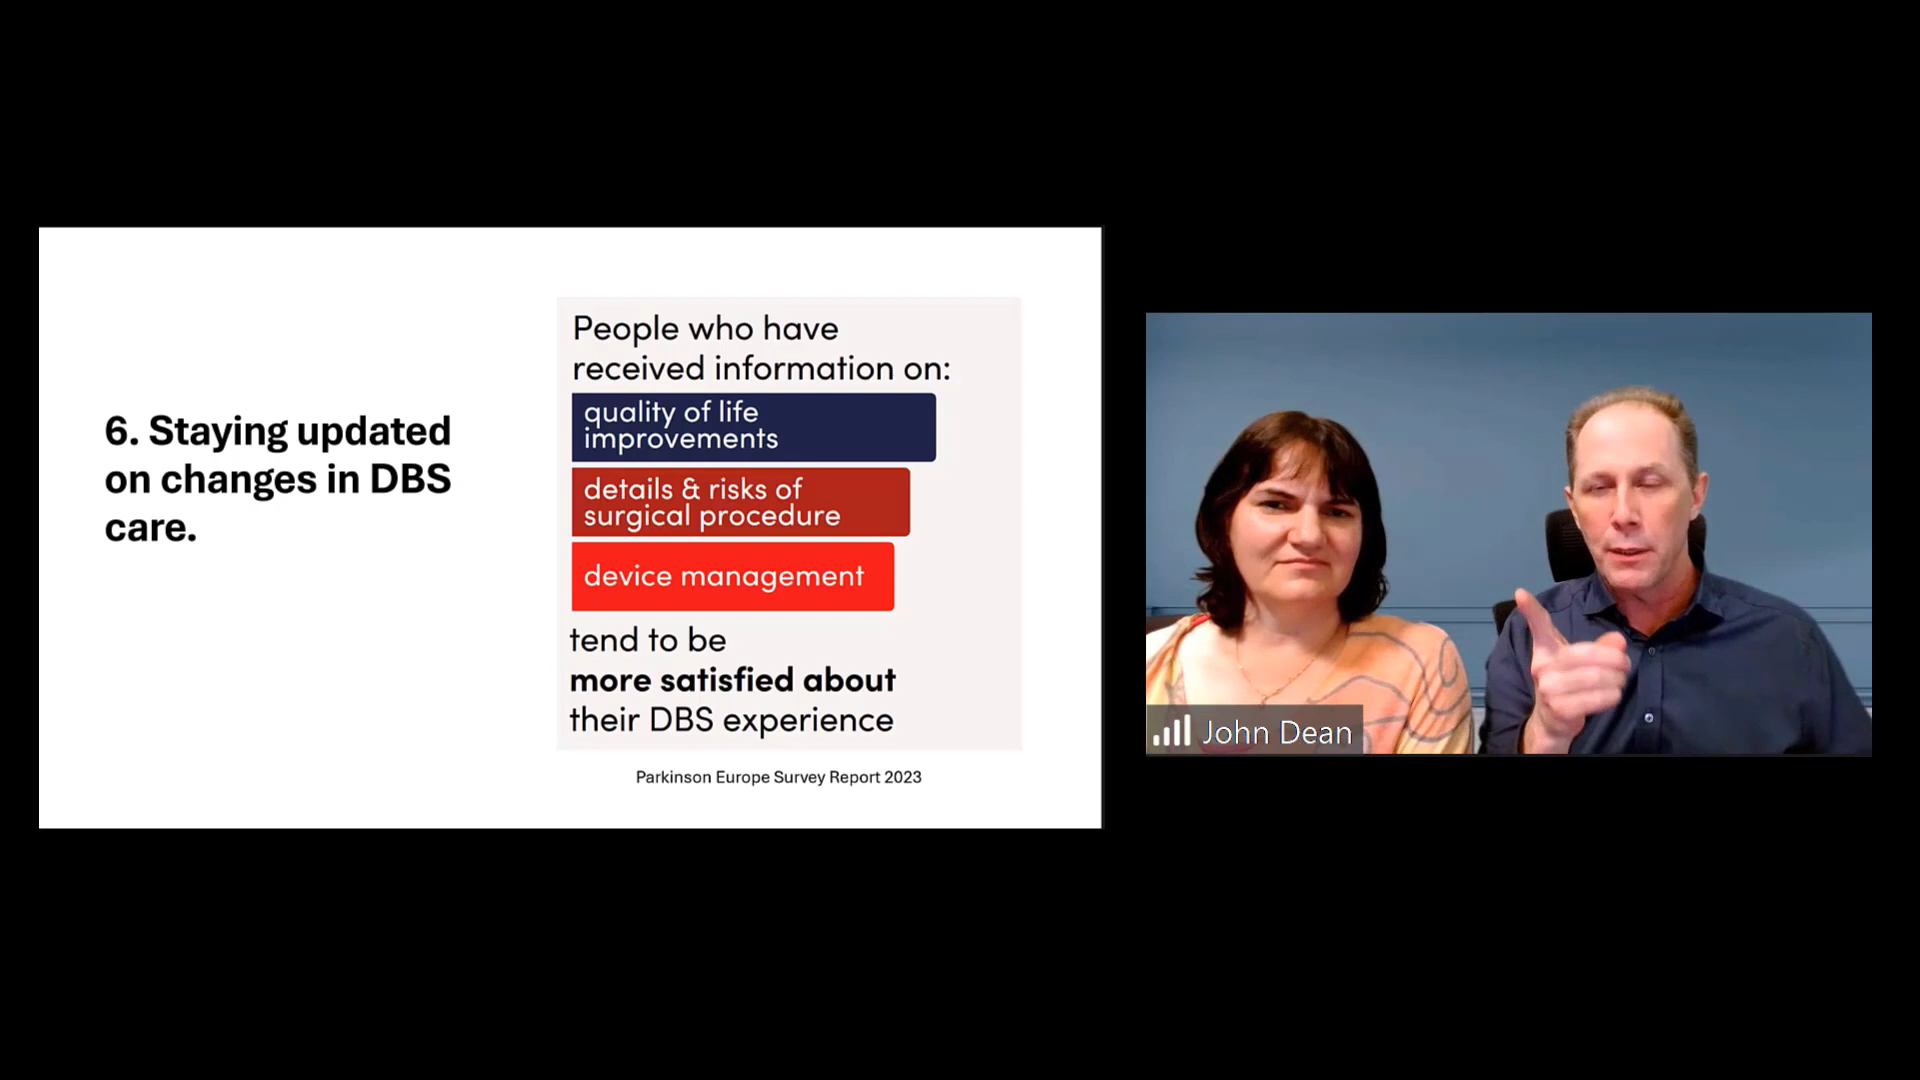 6. Staying updated
on changes in DBS
care.
People who have
received information on:
quality of life
improvements
details & risks of
surgical procedure
device management
tend to be
more satisfied about
their DBS experience
Parkinson Europe Survey Report 2023
John Dean